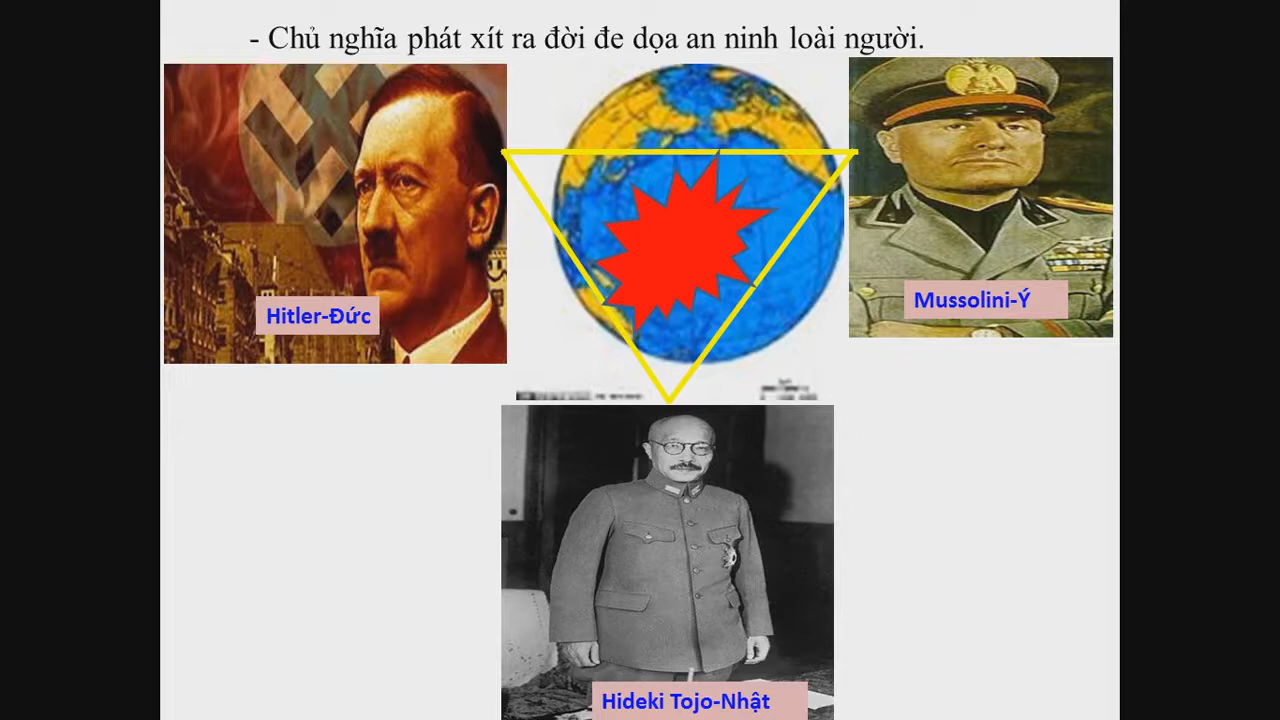 - Chủ nghĩa phát xít ra đời đe dọa an ninh loài người.
Hitler-Đức
Mussolini-Ý
Hideki Tojo-Nhật